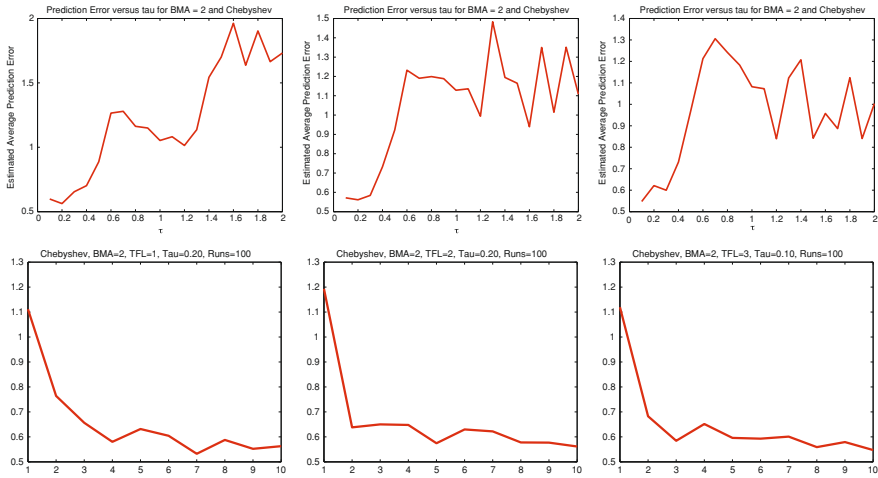 Prediction Error versus tau for BMA = 2 and Chebyshev
Estimated Average Prediction Error
2
1.5
1
0.5
0 0.2 0.4 0.6 0.8 1 1.2 1.4 1.6 1.8 2
τ
Prediction Error versus tau for BMA = 2 and Chebyshev
Estimated Average Prediction Error
1.5
1.4
1.3
1.2
1.1
1
0.9
0.8
0.7
0.6
0.5
0 0.2 0.4 0.6 0.8 1 1.2 1.4 1.6 1.8 2
τ
Prediction Error versus tau for BMA = 2 and Chebyshev
Estimated Average Prediction Error
1.4
1.3
1.2
1.1
1
0.9
0.8
0.7
0.6
0.5
0 0.2 0.4 0.6 0.8 1 1.2 1.4 1.6 1.8 2
τ
Chebyshev, BMA=2, TFL=1, Tau=0.20, Runs=100
1.3
1.2
1.1
1
0.9
0.8
0.7
0.6
0.5
1 2 3 4 5 6 7 8 9 10
Chebyshev, BMA=2, TFL=2, Tau=0.20, Runs=100
1.3
1.2
1.1
1
0.9
0.8
0.7
0.6
0.5
1 2 3 4 5 6 7 8 9 10
Chebyshev, BMA=2, TFL=3, Tau=0.10, Runs=100
1.3
1.2
1.1
1
0.9
0.8
0.7
0.6
0.5
1 2 3 4 5 6 7 8 9 10